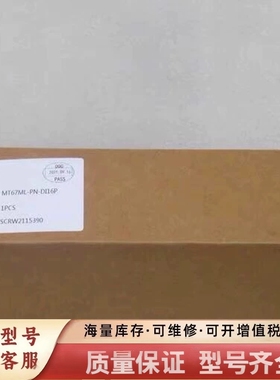 QC
PASS
MT67ML-PN-DI16P
1PCS
SCRW2115390
型号
客服
海量库存·可维修·可开增值税
质量保证 型号齐全